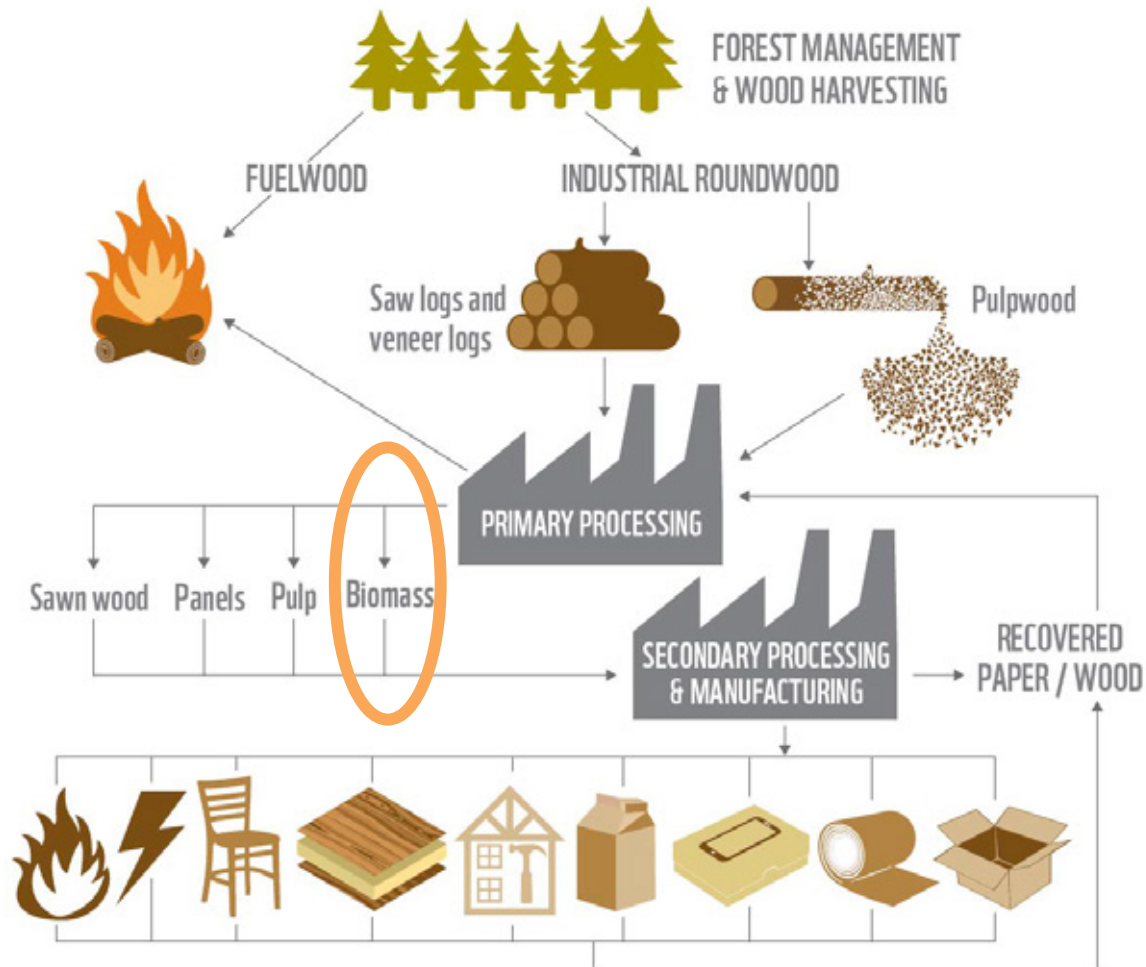 FOREST MANAGEMENT
& WOOD HARVESTING
FUELWOOD
INDUSTRIAL ROUNDWOOD
Saw logs and
veneer logs
Pulpwood
PRIMARY PROCESSING
Sawn wood
Panels
Pulp
Biomass
SECONDARY PROCESSING
& MANUFACTURING
RECOVERED
PAPER / WOOD